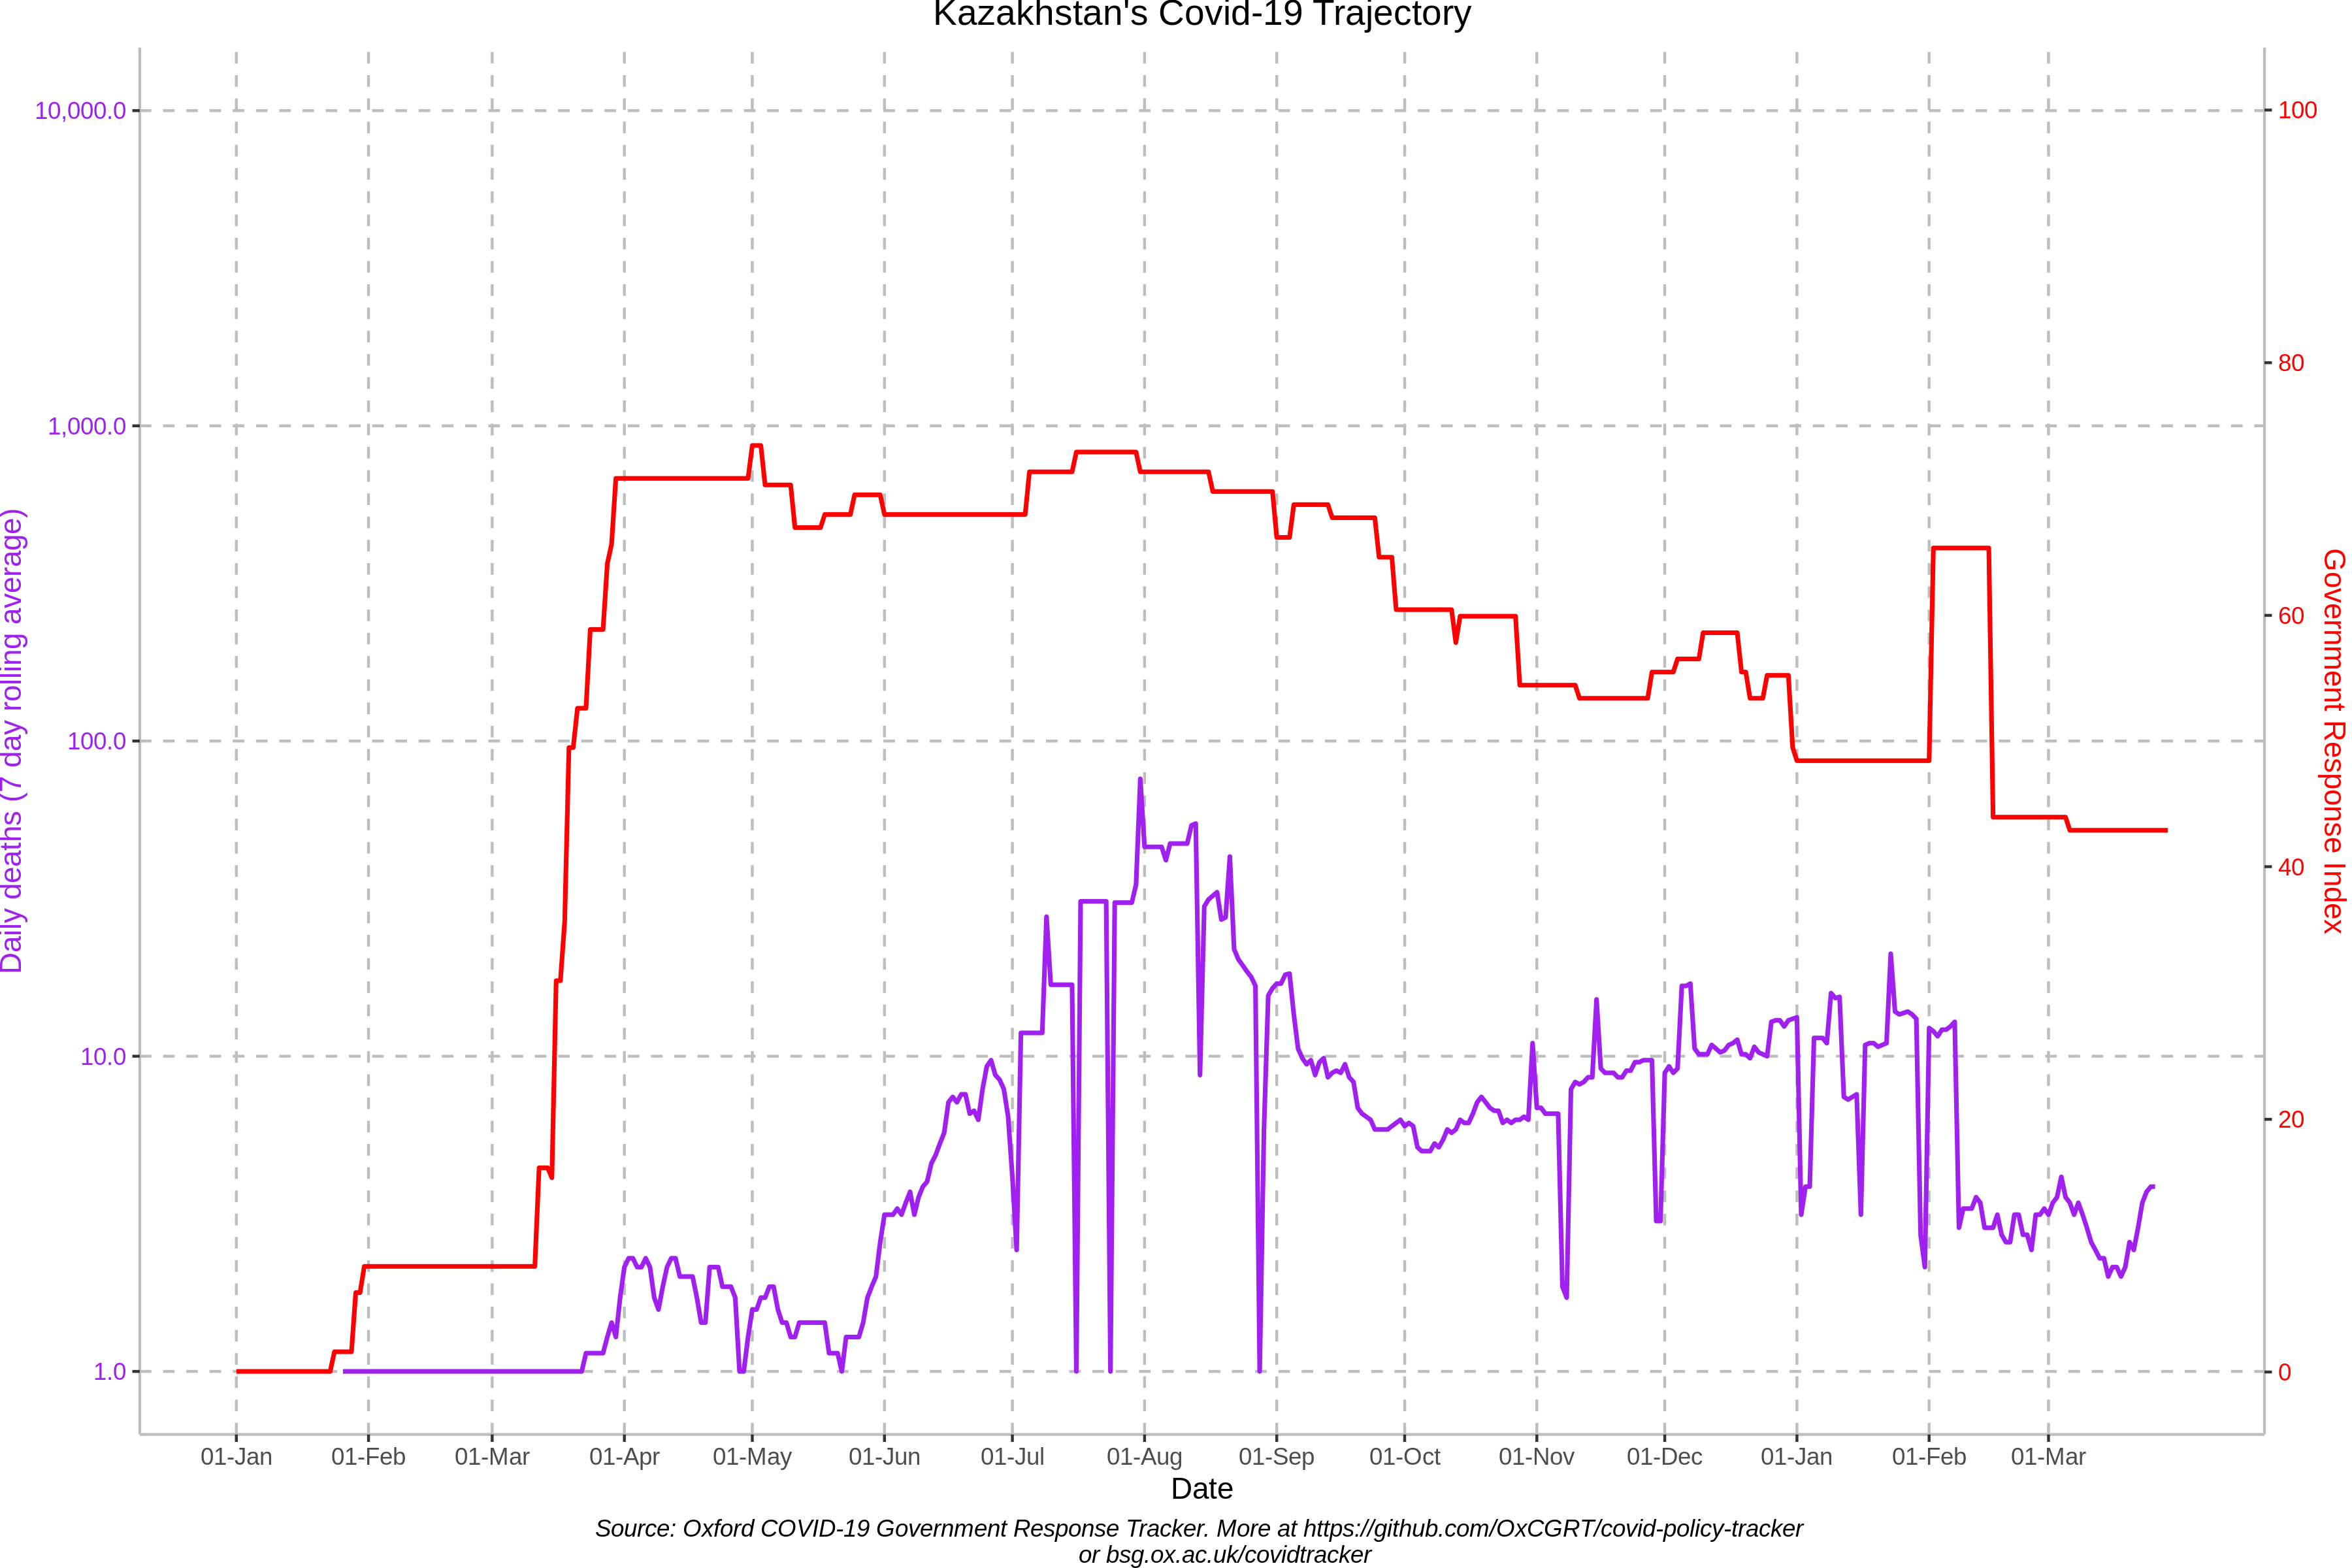 Kazakhstan's Covid-19 Trajectory
10,000.0
1,000.0
100.0
10.0
1.0
Daily deaths (7 day rolling average)
100
80
60
40
20
0
Government Response Index
01-Jan 01-Feb 01-Mar 01-Apr 01-May 01-Jun 01-Jul 01-Aug 01-Sep 01-Oct 01-Nov 01-Dec 01-Jan 01-Feb 01-Mar
Date
Source: Oxford COVID-19 Government Response Tracker. More at https://github.com/OxCGRT/covid-policy-tracker
or bsg.ox.ac.uk/covidtracker